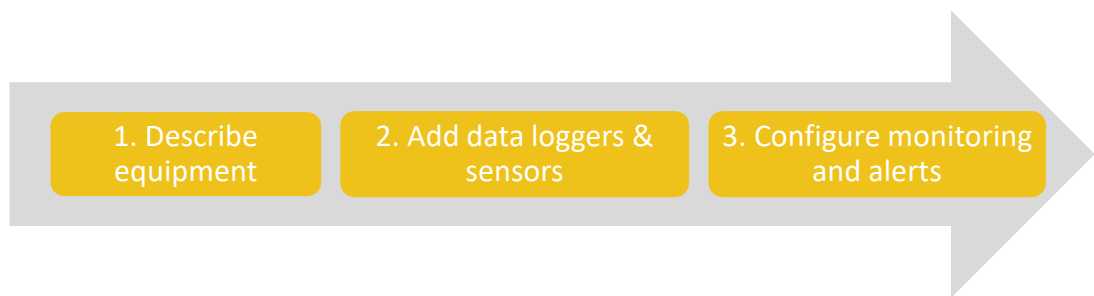 1. Describe
equipment
2. Add data loggers &
sensors
3. Configure monitoring
and alerts